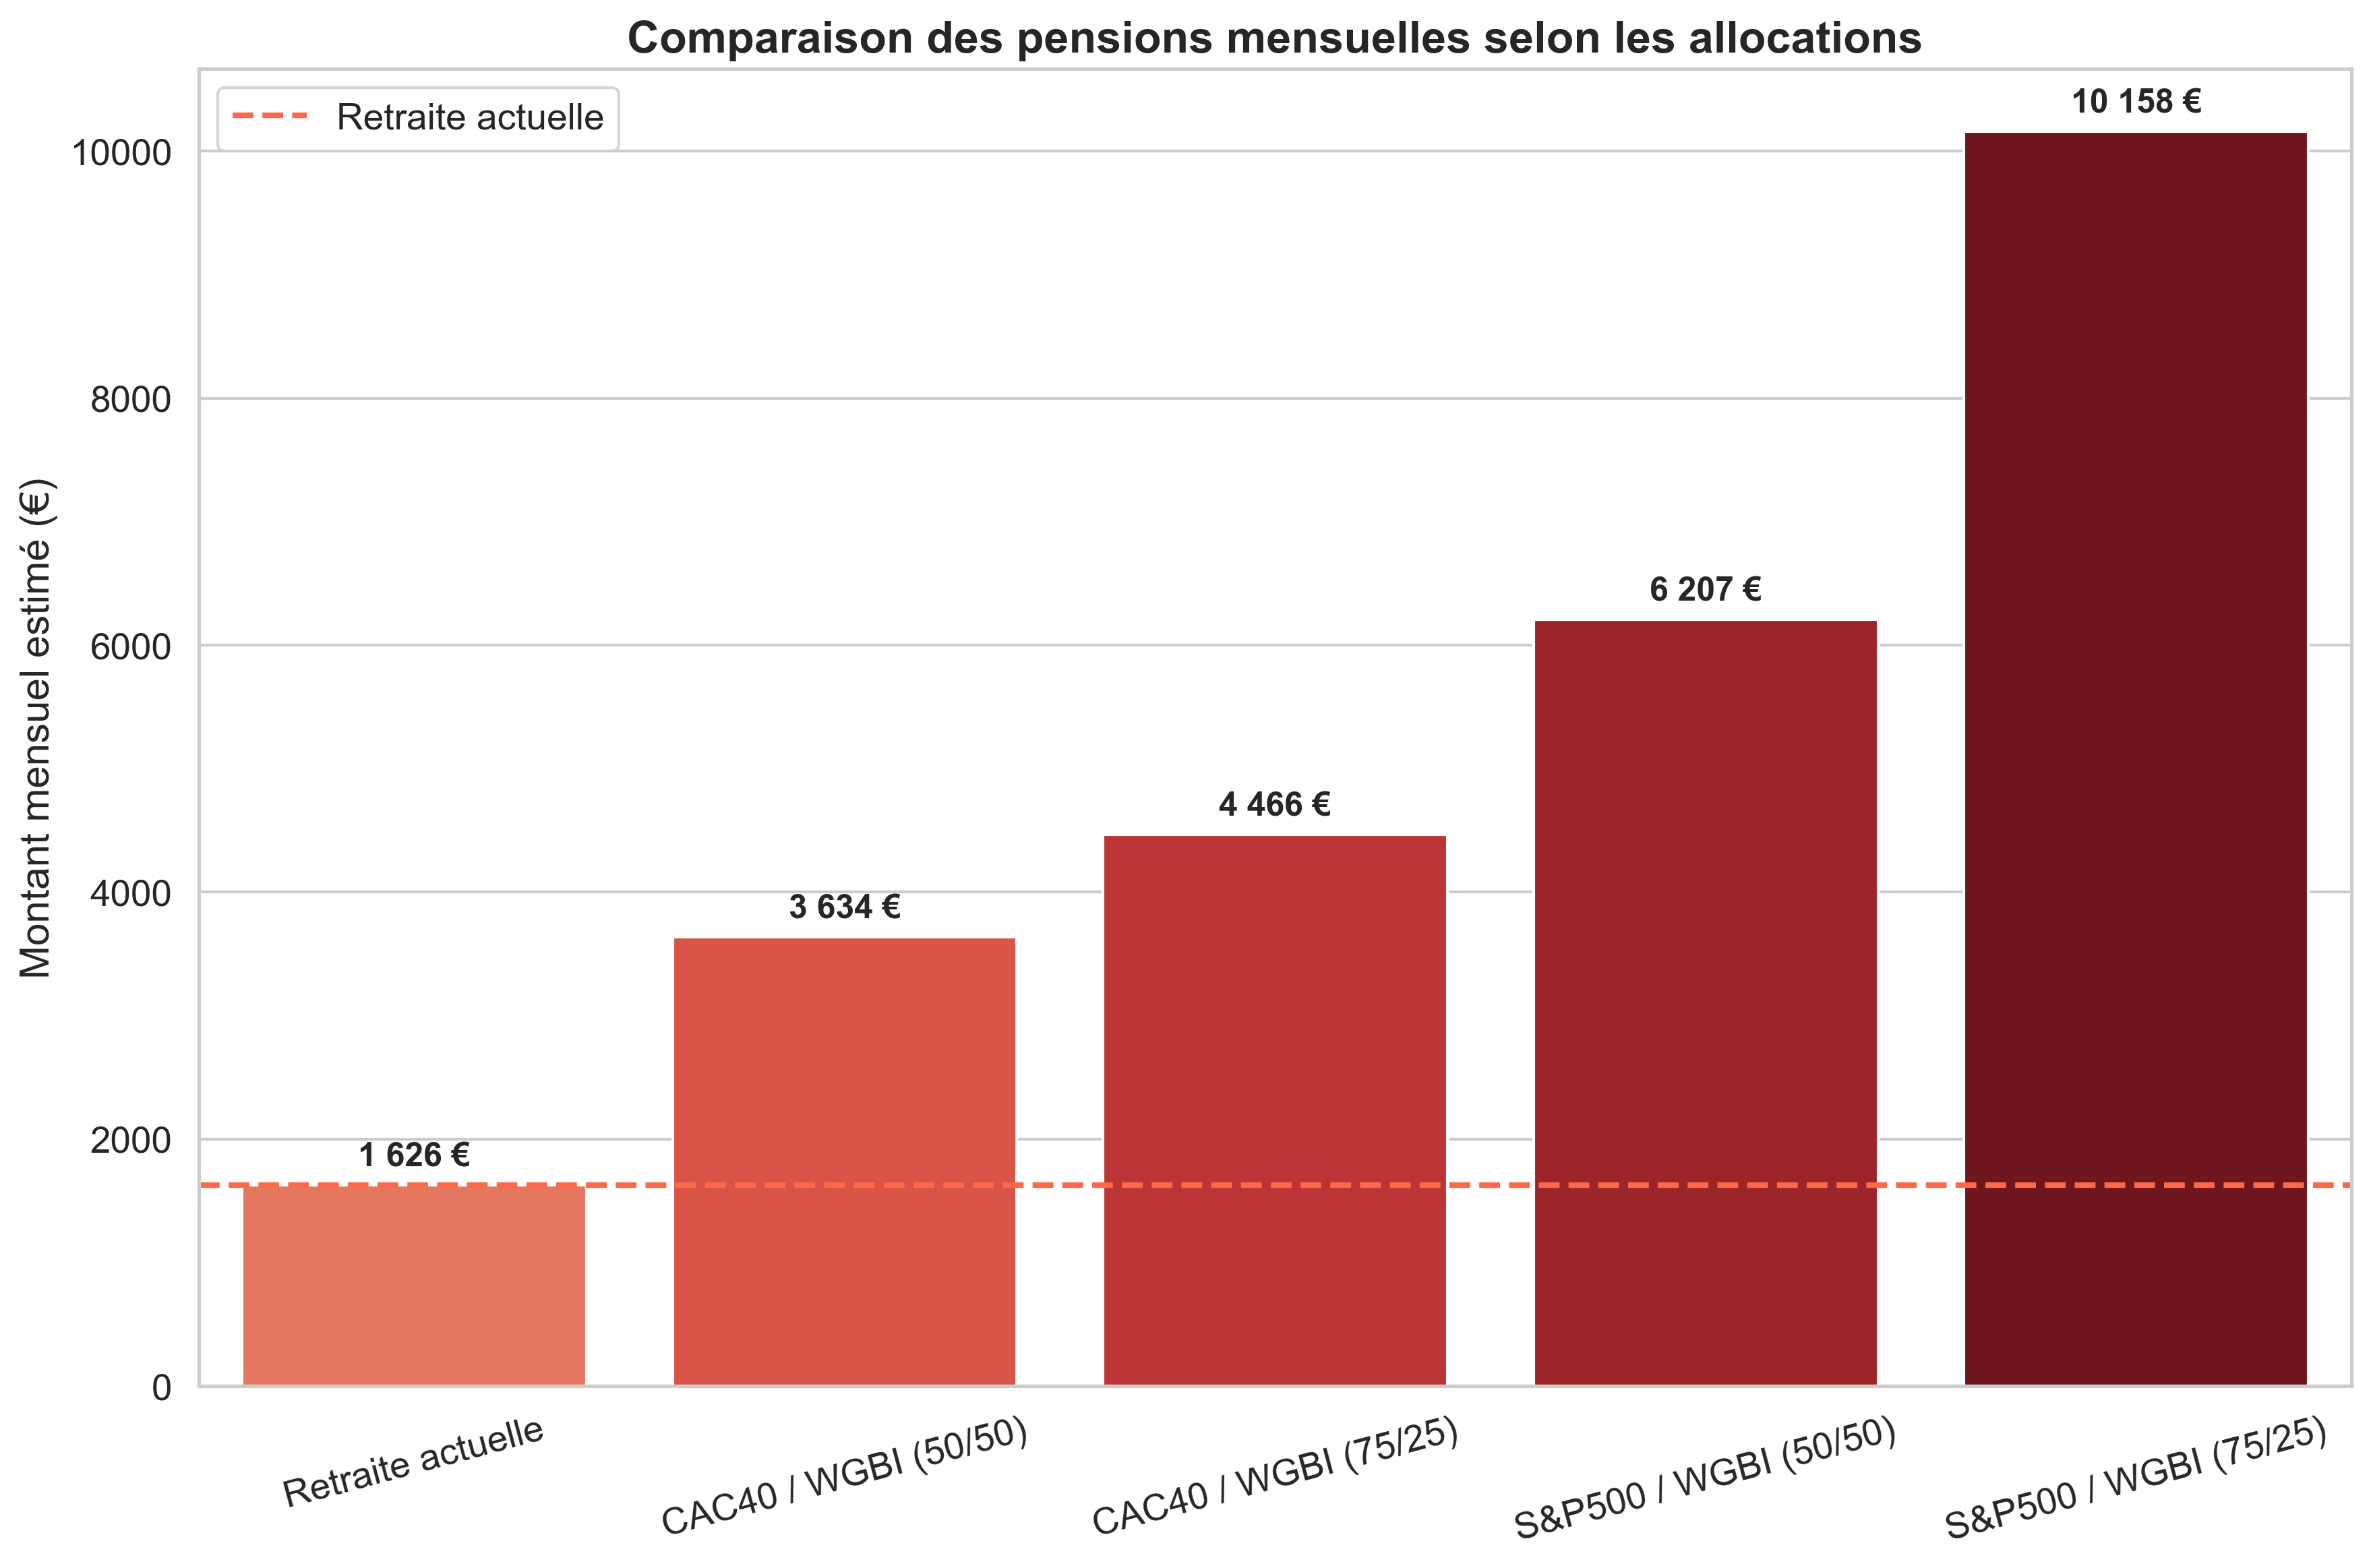 Comparaison des pensions mensuelles selon les allocations
Retraite actuelle
Montant mensuel estimé (€)
10000
8000
6000
4000
2000
0
1 626 €
3 634 €
4 466 €
6 207 €
10 158 €
Retraite actuelle
CAC40 / WGBI (50/50)
CAC40 / WGBI (75/25)
S&P500 / WGBI (50/50)
S&P500 / WGBI (75/25)